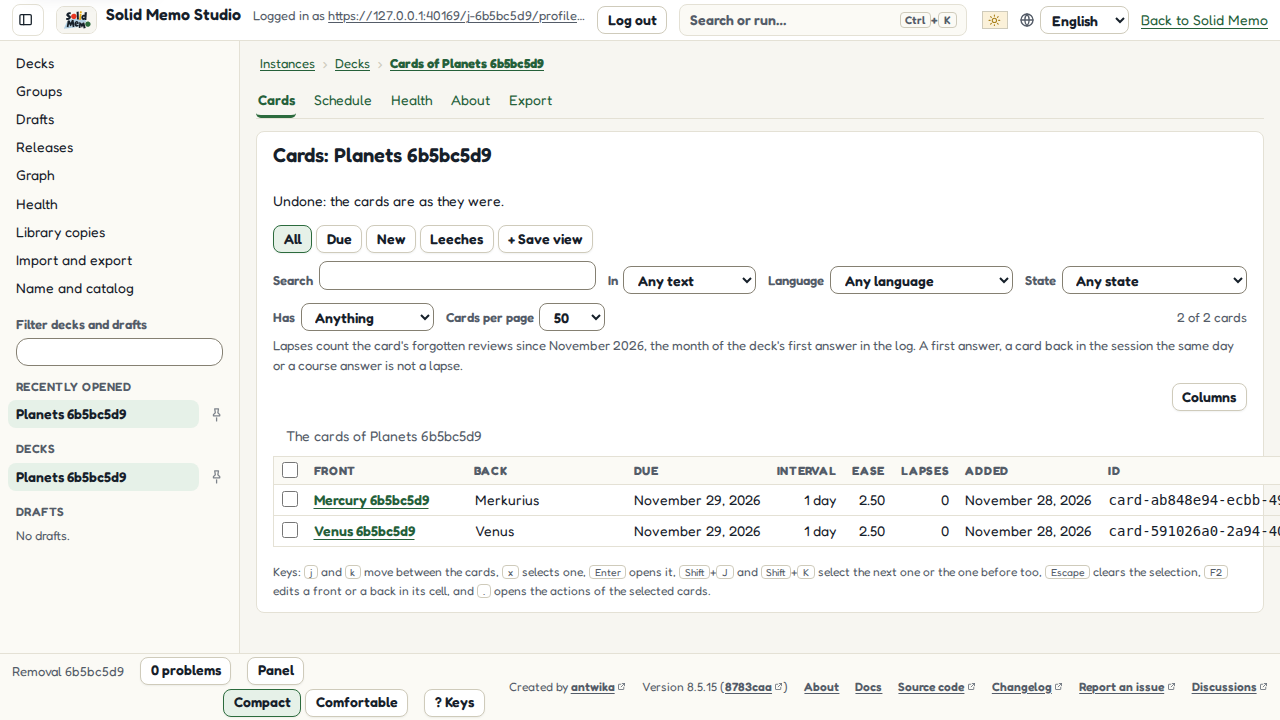 Solid Memo Studio Logged in as https://127.0.0.1:40169/j-6b5bc5d9/profile... Log out Search or run... Ctrl+K English Back to Solid Memo
Decks
Groups
Drafts
Releases
Graph
Health
Library copies
Import and export
Name and catalog
Filter decks and drafts
RECENTLY OPENED
Planets 6b5bc5d9
DECKS
Planets 6b5bc5d9
DRAFTS
No drafts.
Instances › Decks › Cards of Planets 6b5bc5d9
Cards Schedule Health About Export
Cards: Planets 6b5bc5d9
Undone: the cards are as they were.
All Due New Leeches + Save view
Search In Any text Language Any language State Any state
Has Anything Cards per page 50 2 of 2 cards
Lapses count the card's forgotten reviews since November 2026, the month of the deck's first answer in the log. A first answer, a card back in the session the same day
or a course answer is not a lapse.
Columns
The cards of Planets 6b5bc5d9
FRONT BACK DUE INTERVAL EASE LAPSES ADDED ID
Mercury 6b5bc5d9 Merkurius November 29, 2026 1 day 2.50 0 November 28, 2026 card-ab848e94-ecbb-49
Venus 6b5bc5d9 Venus November 29, 2026 1 day 2.50 0 November 28, 2026 card-591026a0-2a94-40
Keys: j and k move between the cards, x selects one, Enter opens it, Shift+J and Shift+K select the next one or the one before too, Escape clears the selection, F2
edits a front or a back in its cell, and . opens the actions of the selected cards.
Removal 6b5bc5d9 0 problems Panel
Compact Comfortable ? Keys
Created by antwika Version 8.5.15 (8783caa) About Docs Source code Changelog Report an issue Discussions